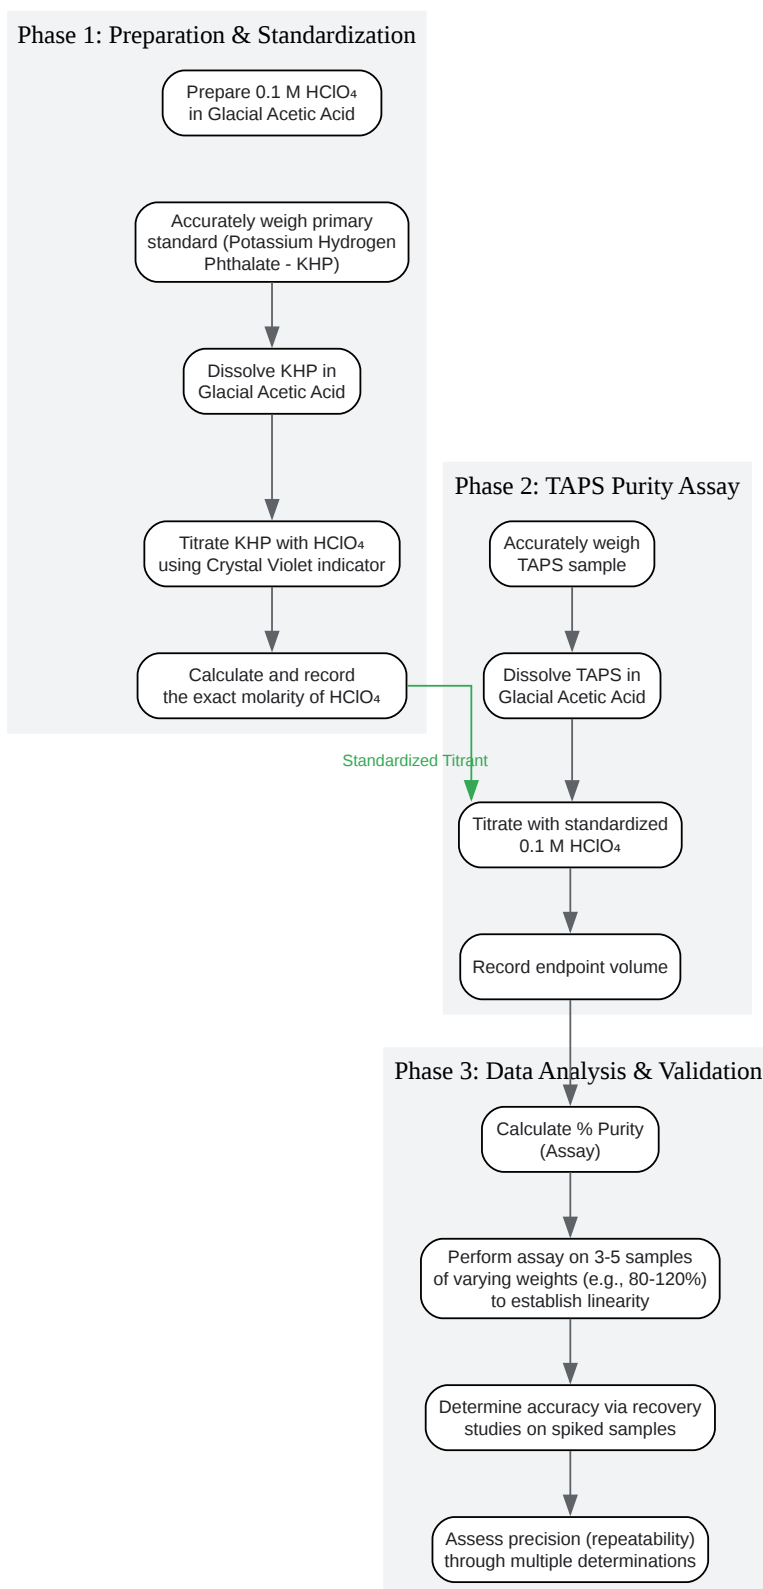 Phase 1: Preparation & Standardization
Prepare 0.1 M HClO₄
in Glacial Acetic Acid
Accurately weigh primary
standard (Potassium Hydrogen
Phthalate - KHP)
Dissolve KHP in
Glacial Acetic Acid
Titrate KHP with HClO₄
using Crystal Violet indicator
Calculate and record
the exact molarity of HClO₄
Standardized Titrant
Phase 2: TAPS Purity Assay
Accurately weigh
TAPS sample
Dissolve TAPS in
Glacial Acetic Acid
Titrate with standardized
0.1 M HClO₄
Record endpoint volume
Phase 3: Data Analysis & Validation
Calculate % Purity
(Assay)
Perform assay on 3-5 samples
of varying weights (e.g., 80-120%)
to establish linearity
Determine accuracy via recovery
studies on spiked samples
Assess precision (repeatability)
through multiple determinations